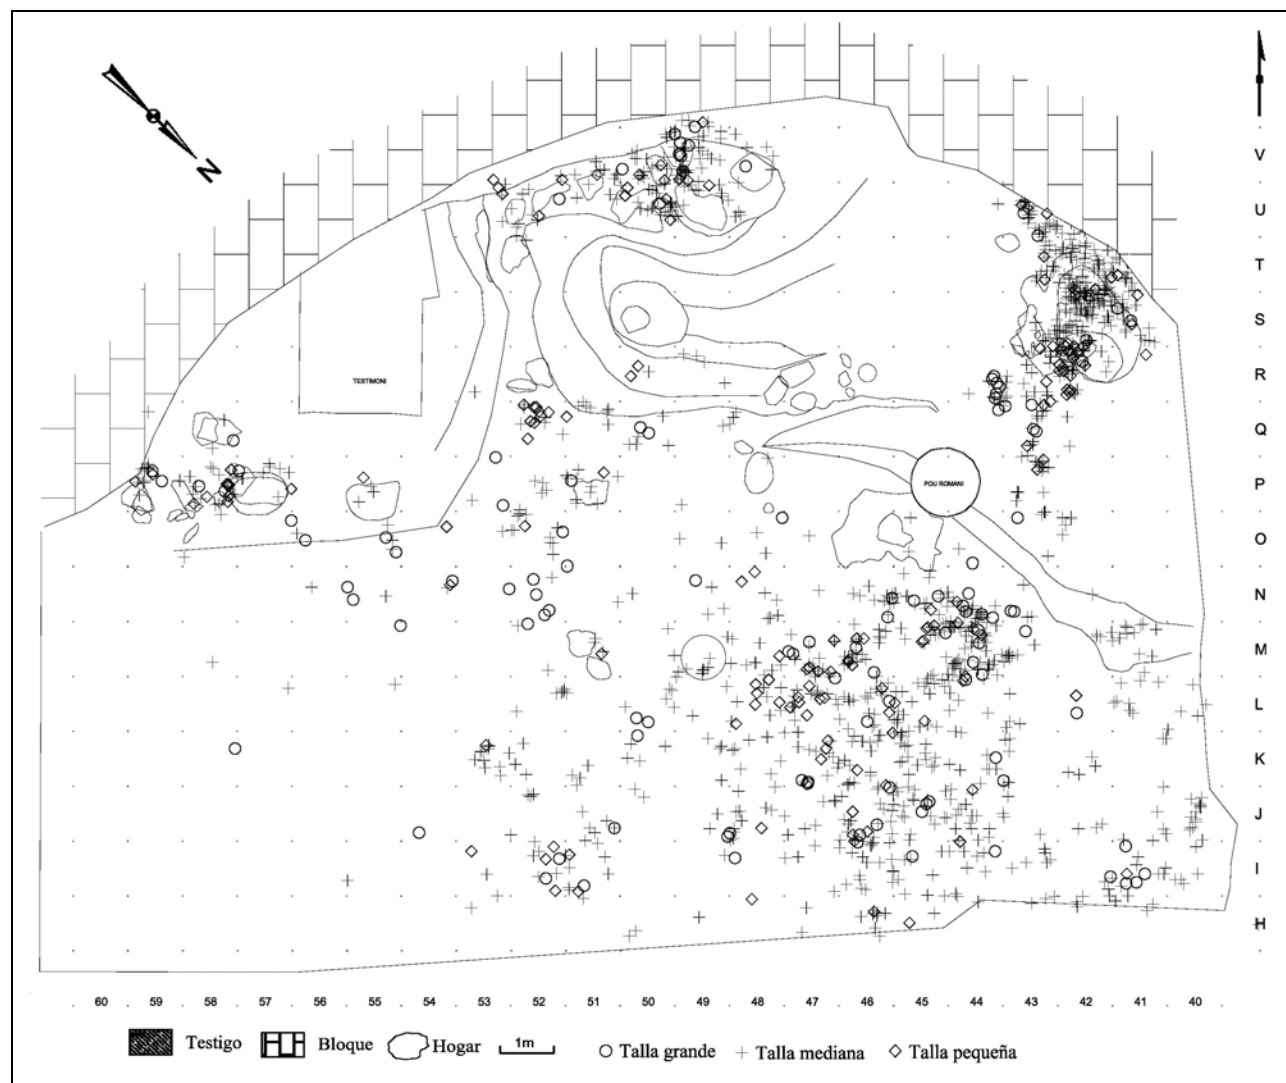 N
V
U
T
S
R
Q
P
O
N
M
L
K
J
I
H
TESTIMONI
POU ROMANI
60 59 58 57 56 55 54 53 52 51 50 49 48 47 46 45 44 43 42 41 40
Testigo Bloque Hogar 1m Talla grande Talla mediana Talla pequeña